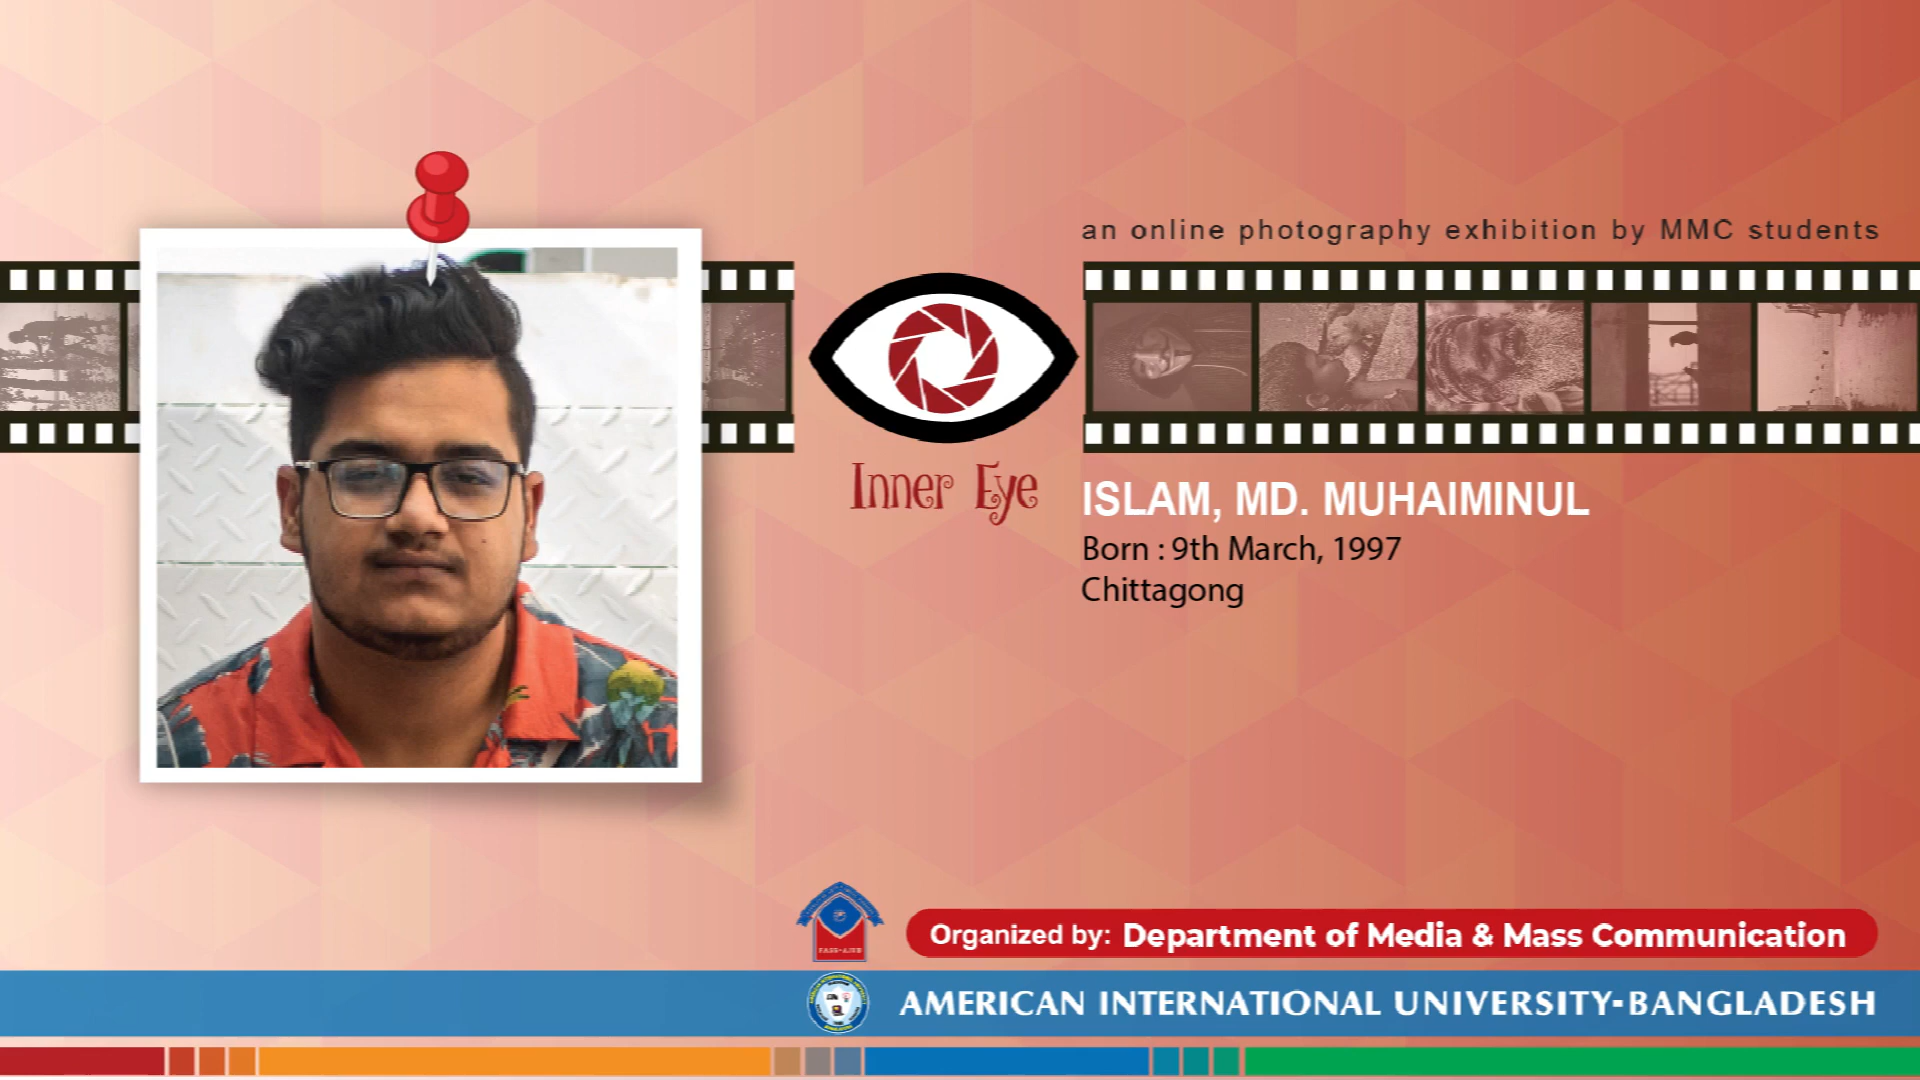 an online photography exhibition by MMC students
Inner Eye
ISLAM, MD. MUHAIMINUL
Born : 9th March, 1997
Chittagong
Organized by: Department of Media & Mass Communication
AMERICAN INTERNATIONAL UNIVERSITY-BANGLADESH